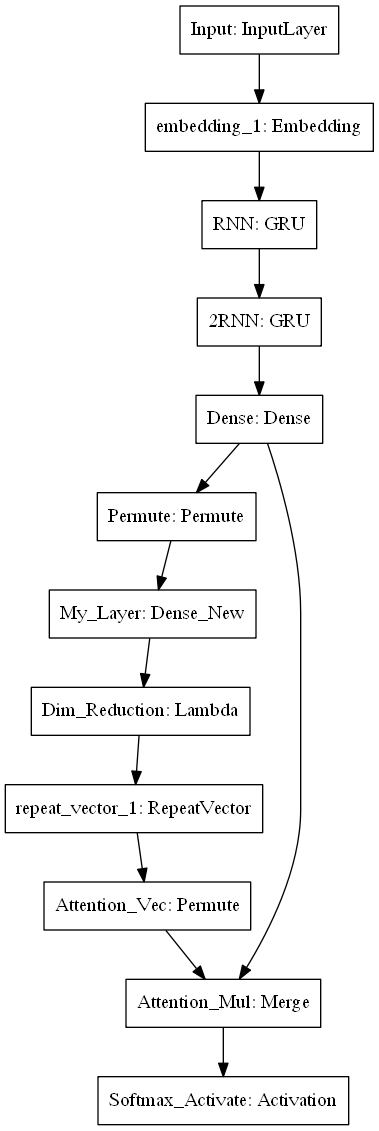 Input: InputLayer
embedding_1: Embedding
RNN: GRU
2RNN: GRU
Dense: Dense
Permute: Permute
My_Layer: Dense_New
Dim_Reduction: Lambda
repeat_vector_1: RepeatVector
Attention_Vec: Permute
Attention_Mul: Merge
Softmax_Activate: Activation